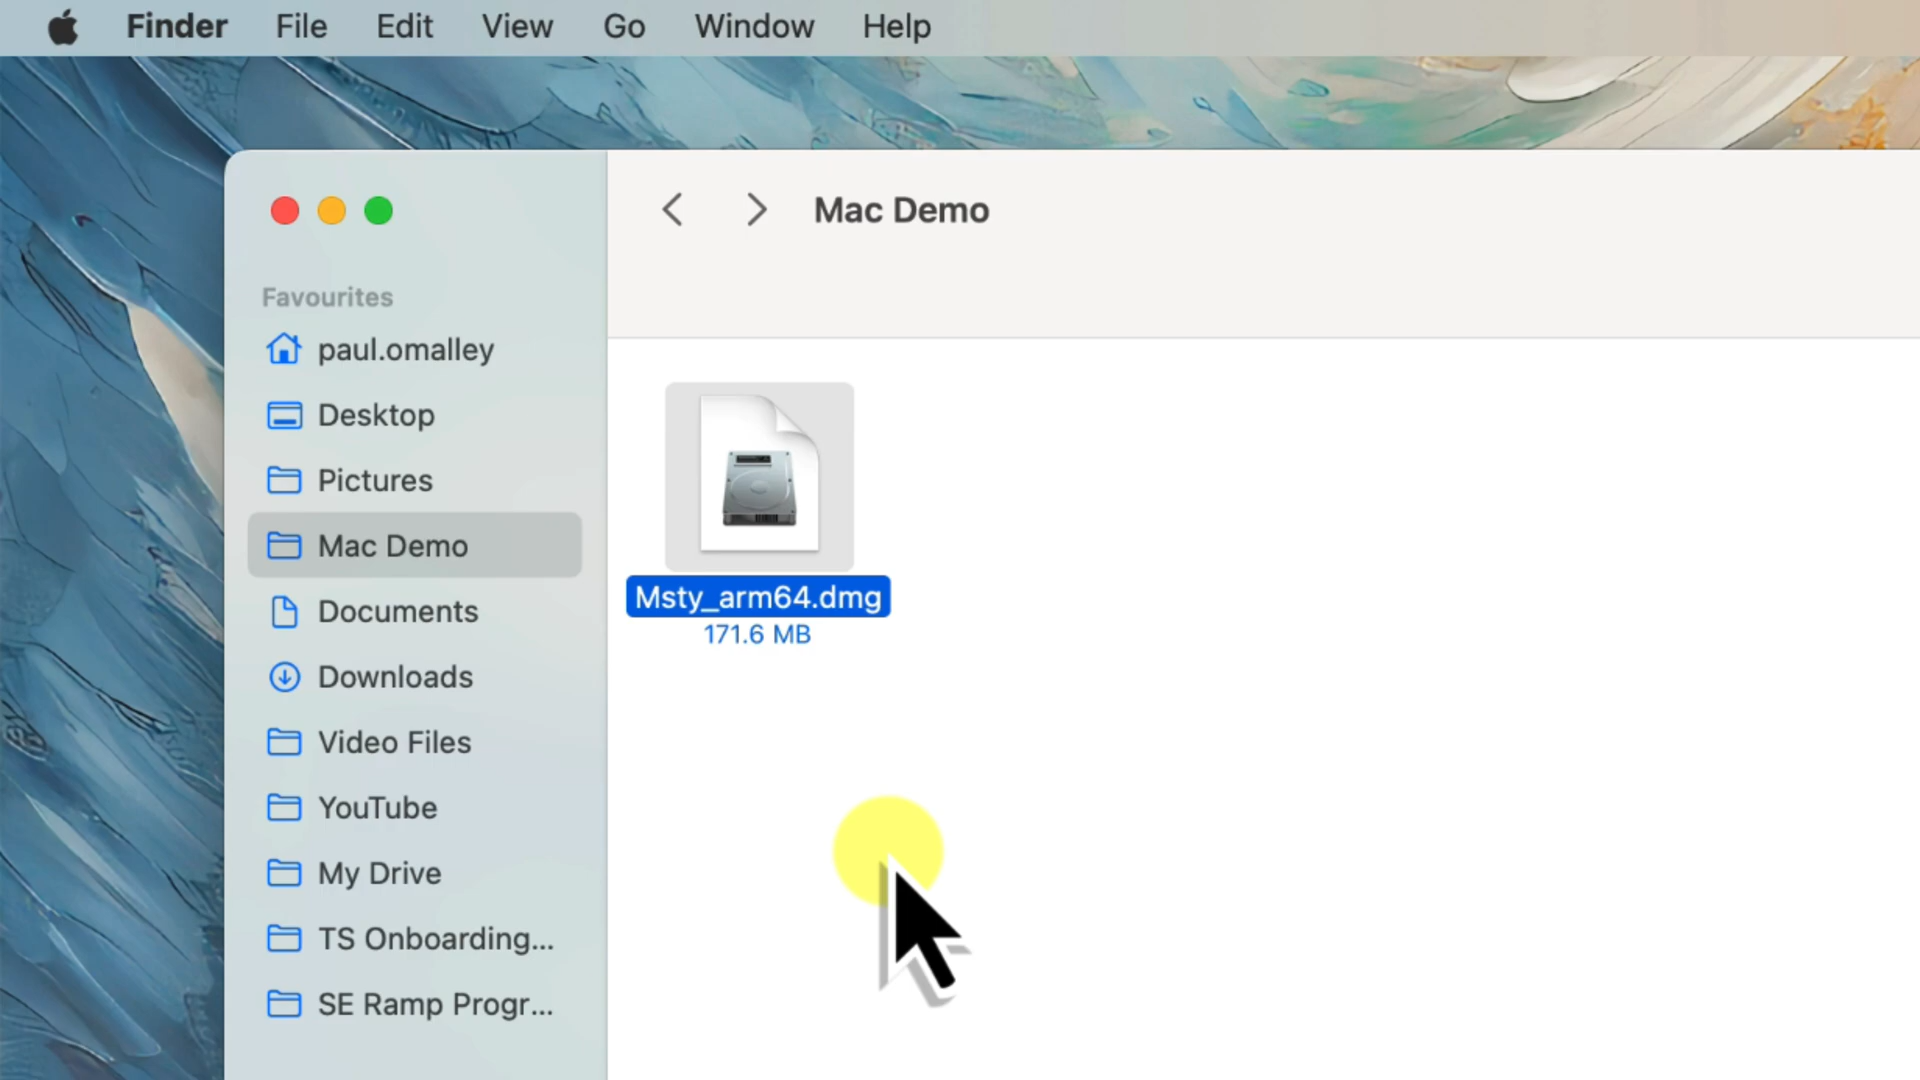 Finder File Edit View Go Window Help
Mac Demo
Favourites
paul.omalley
Desktop
Pictures
Mac Demo
Documents
Downloads
Video Files
YouTube
My Drive
TS Onboarding...
SE Ramp Progr...
Msty_arm64.dmg
171.6 MB